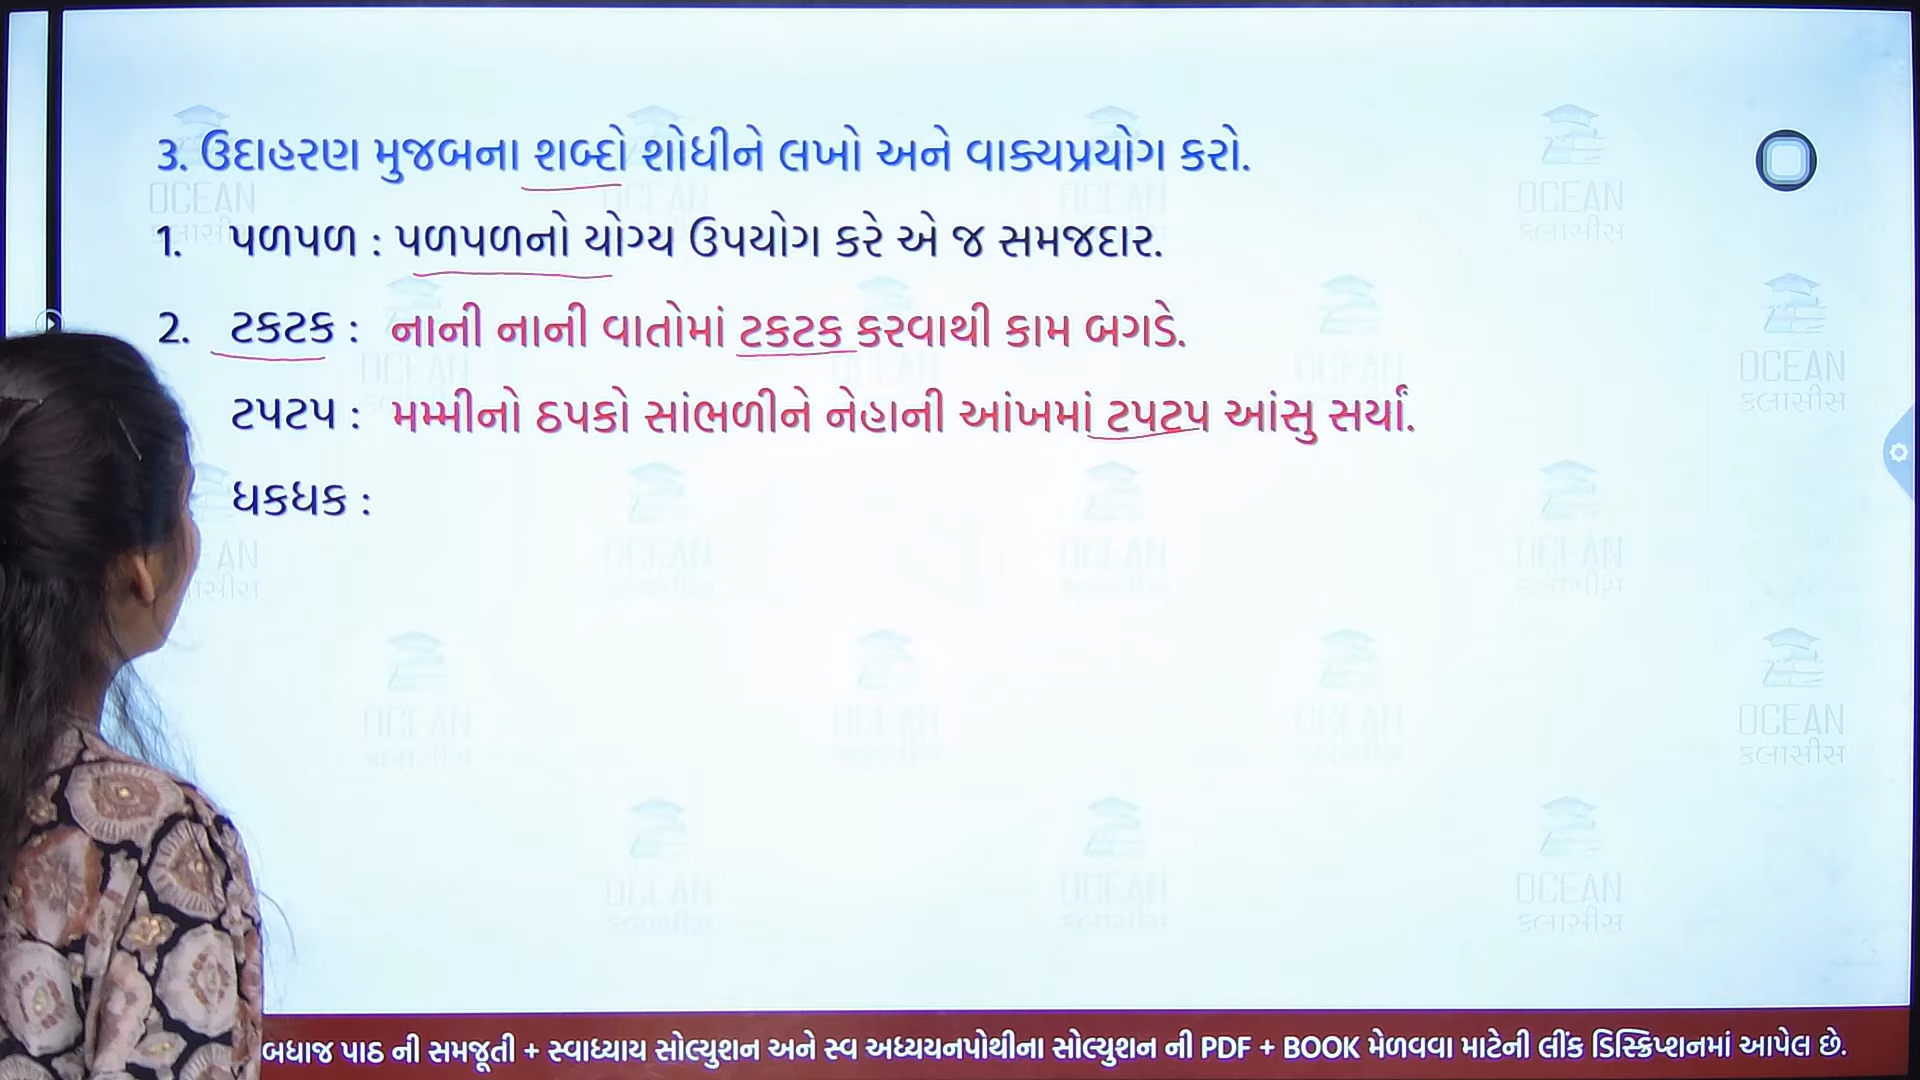 ૩. ઉદાહરણ મુજબના શબ્દો શોધીને લખો અને વાક્યપ્રયોગ કરો.
1. પળપળ : પળપળનો યોગ્ય ઉપયોગ કરે એ જ સમજદાર.
2. ટકટક : નાની નાની વાતોમાં ટકટક કરવાથી કામ બગડે.
ટપટપ : મમ્મીનો ઠપકો સાંભળીને નેહાની આંખમાં ટપટપ આંસુ સર્યાં.
ધકધક :
OCEAN
ક્લાસીસ
બધાજ પાઠ ની સમજૂતી + સ્વાધ્યાય સોલ્યુશન અને સ્વ અધ્યયનપોથીના સોલ્યુશન ની PDF + BOOK મેળવવા માટેની લીંક ડિસ્ક્રિપ્શનમાં આપેલ છે.